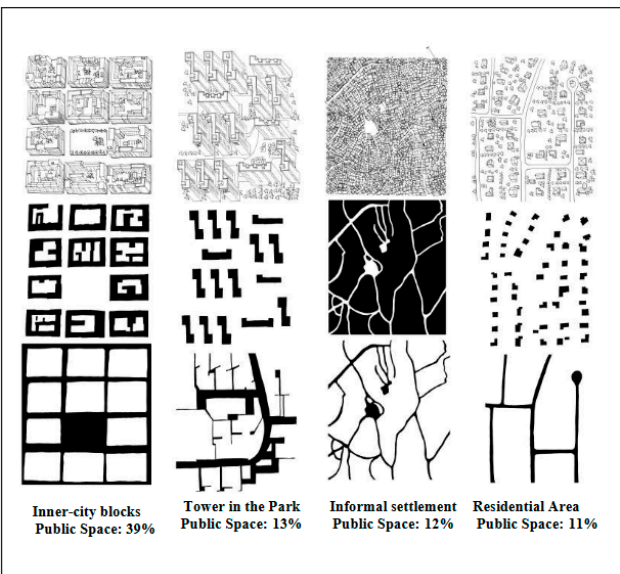 Inner-city blocks
Public Space: 39%
Tower in the Park
Public Space: 13%
Informal settlement
Public Space: 12%
Residential Area
Public Space: 11%